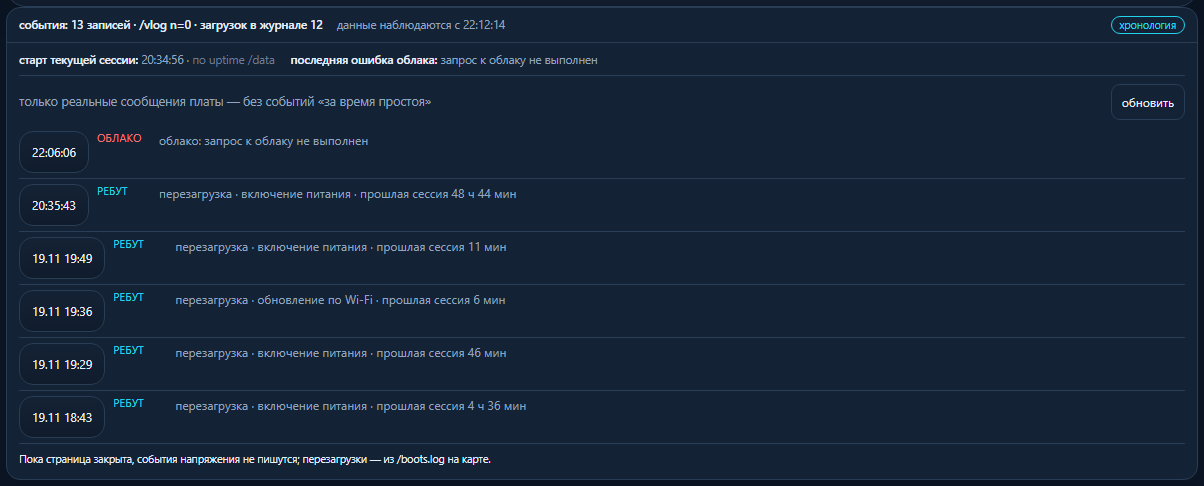 события: 13 записей · /vlog n=0 · загрузок в журнале 12 данные наблюдаются с 22:12:14 хронология
старт текущей сессии: 20:34:56 · по uptime /data последняя ошибка облака: запрос к облаку не выполнен
только реальные сообщения платы — без событий «за время простоя» обновить
22:06:06 ОБЛАКО облако: запрос к облаку не выполнен
20:35:43 РЕБУТ перезагрузка · включение питания · прошлая сессия 48 ч 44 мин
19.11 19:49 РЕБУТ перезагрузка · включение питания · прошлая сессия 11 мин
19.11 19:36 РЕБУТ перезагрузка · обновление по Wi-Fi · прошлая сессия 6 мин
19.11 19:29 РЕБУТ перезагрузка · включение питания · прошлая сессия 46 мин
19.11 18:43 РЕБУТ перезагрузка · включение питания · прошлая сессия 4 ч 36 мин
Пока страница закрыта, события напряжения не пишутся; перезагрузки — из /boots.log на карте.